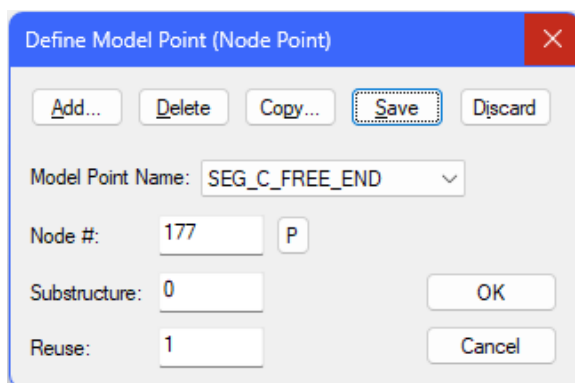 Define Model Point (Node Point)
Add... Delete Copy... Save Discard
Model Point Name: SEG_C_FREE_END
Node #: 177 P
Substructure: 0 OK
Reuse: 1 Cancel